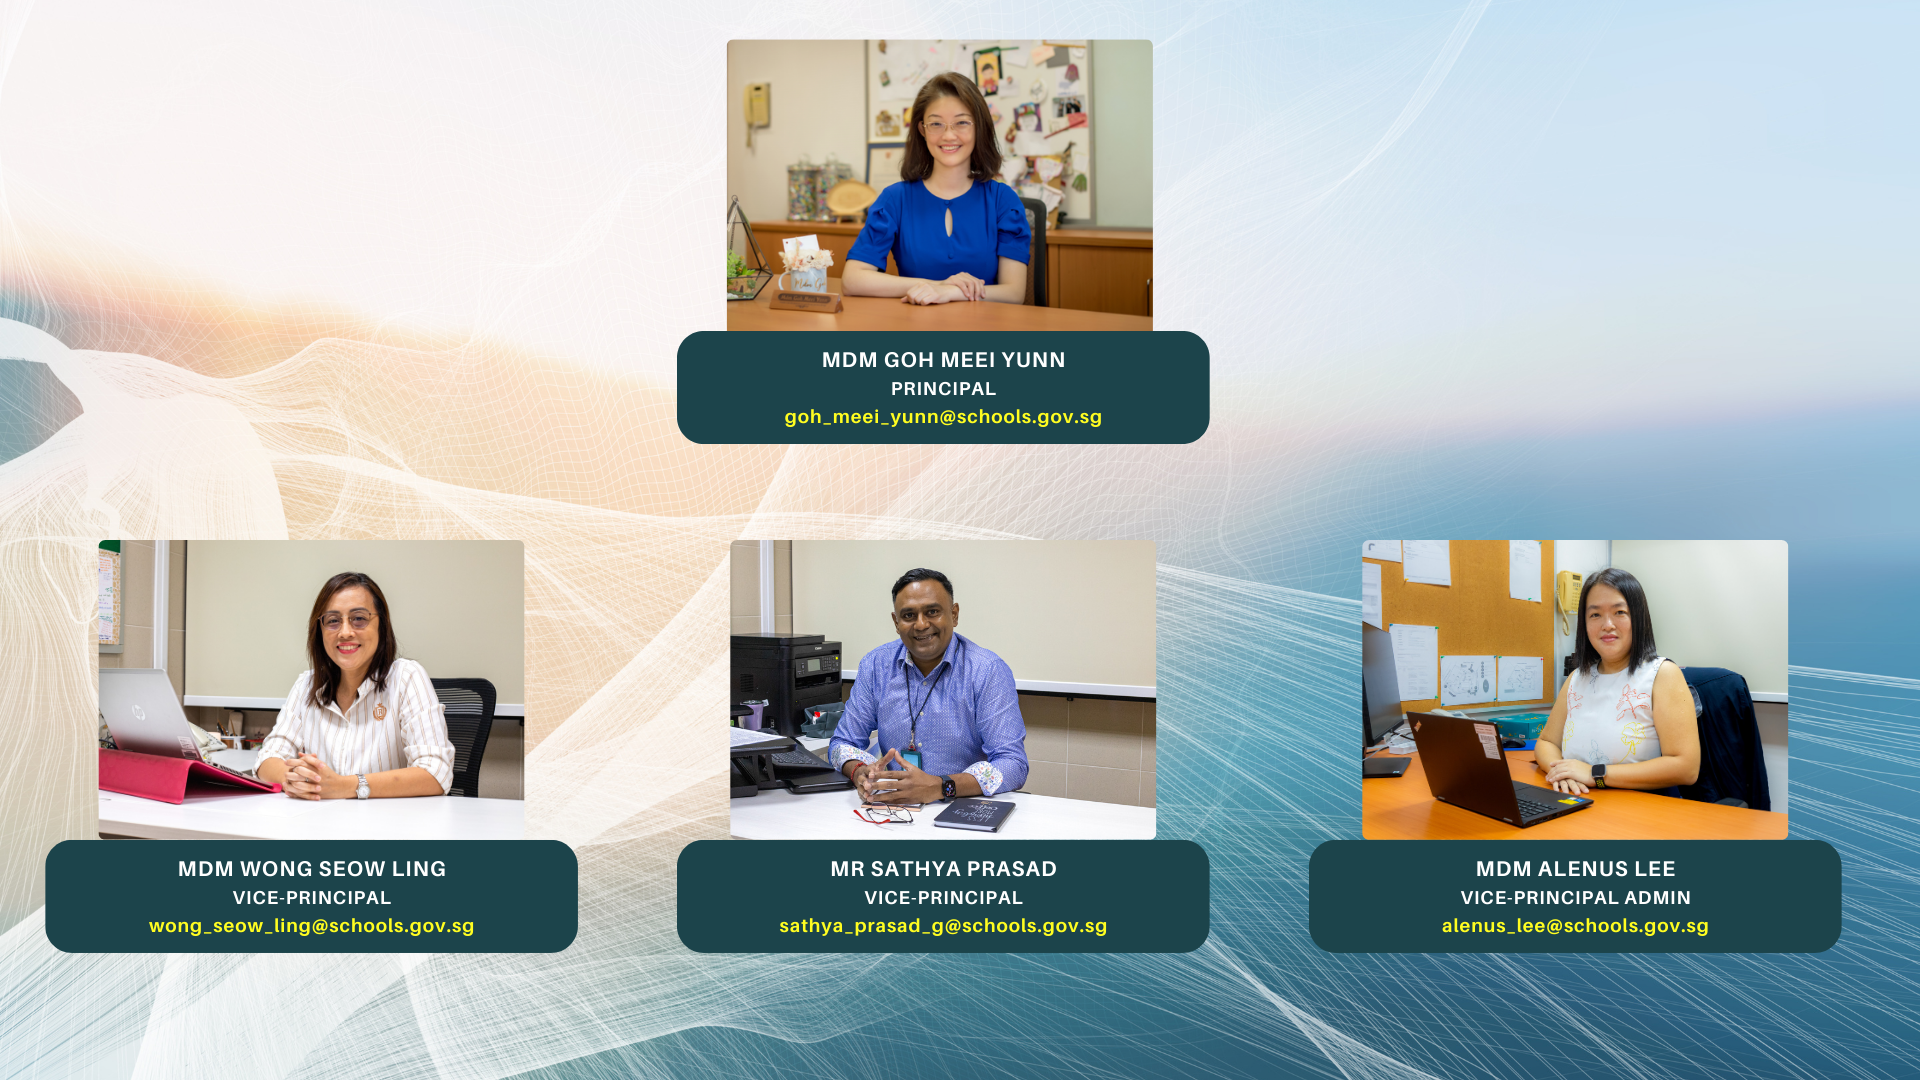 MDM GOH MEEI YUNN
PRINCIPAL
goh_meei_yunn@schools.gov.sg
MDM WONG SEOW LING
VICE-PRINCIPAL
wong_seow_ling@schools.gov.sg
MR SATHYA PRASAD
VICE-PRINCIPAL
sathya_prasad_g@schools.gov.sg
MDM ALENUS LEE
VICE-PRINCIPAL ADMIN
alenus_lee@schools.gov.sg